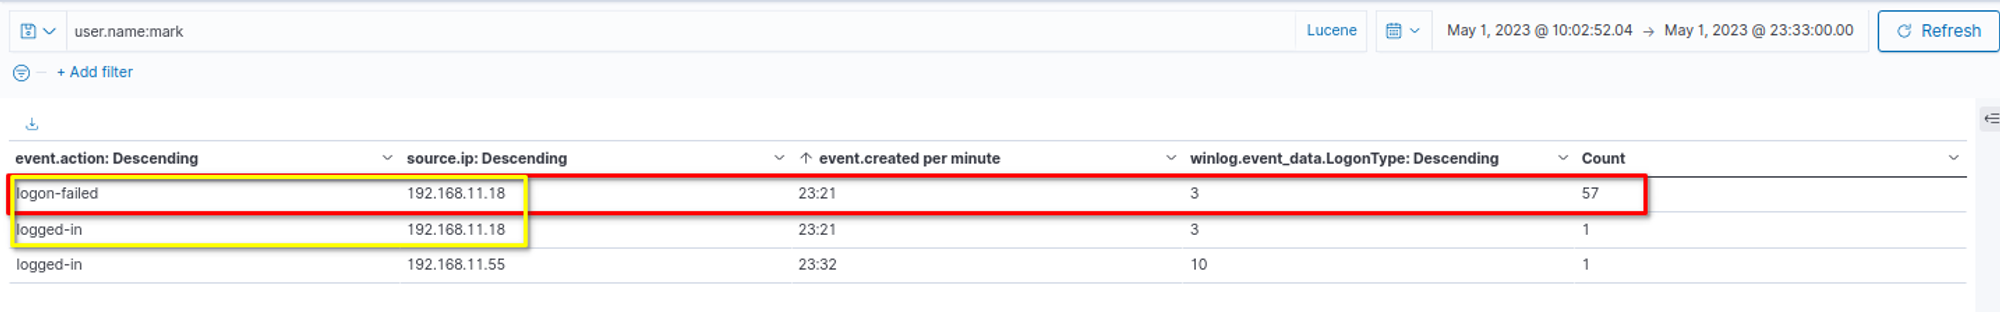 user.name:mark Lucene May 1, 2023 @ 10:02:52.04 → May 1, 2023 @ 23:33:00.00 Refresh
+ Add filter
event.action: Descending source.ip: Descending ↑ event.created per minute winlog.event_data.LogonType: Descending Count
logon-failed 192.168.11.18 23:21 3 57
logged-in 192.168.11.18 23:21 3 1
logged-in 192.168.11.55 23:32 10 1